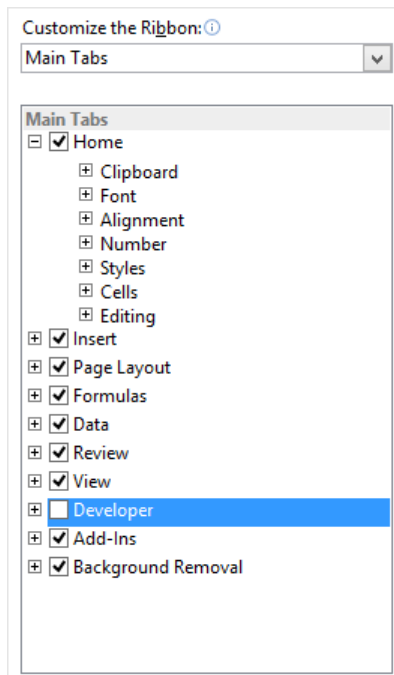 Customize the Ribbon:
Main Tabs
Main Tabs
Home
Clipboard
Font
Alignment
Number
Styles
Cells
Editing
Insert
Page Layout
Formulas
Data
Review
View
Developer
Add-Ins
Background Removal